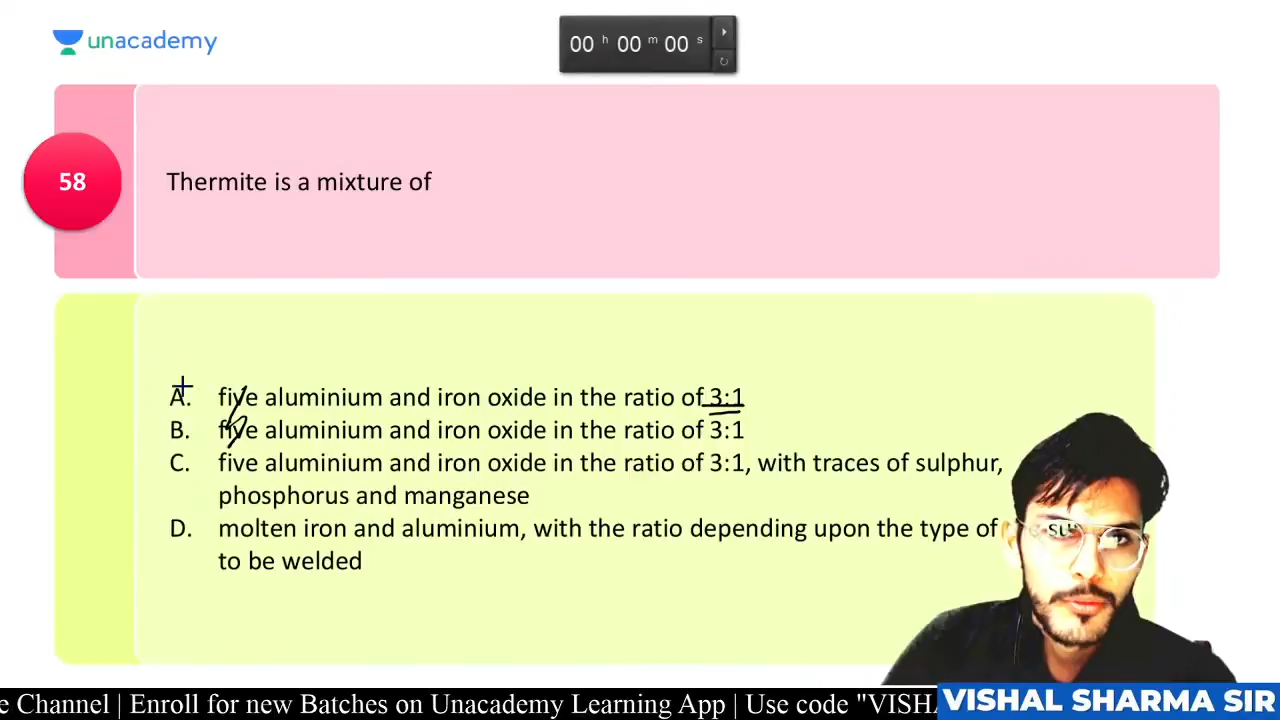 unacademy
00 h 00 m 00 s
58
Thermite is a mixture of
A. five aluminium and iron oxide in the ratio of 3:1
B. five aluminium and iron oxide in the ratio of 3:1
C. five aluminium and iron oxide in the ratio of 3:1, with traces of sulphur,
phosphorus and manganese
D. molten iron and aluminium, with the ratio depending upon the type of
to be welded
e Channel | Enroll for new Batches on Unacademy Learning App | Use code "VISHA
VISHAL SHARMA SIR